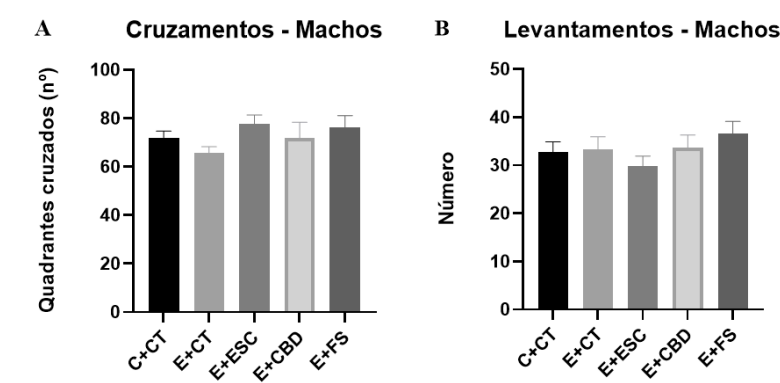 A
Cruzamentos - Machos
Quadrantes cruzados (nº)
100
80
60
40
20
0
C+CT
E+CT
E+ESC
E+CBD
E+FS
B
Levantamentos - Machos
Número
50
40
30
20
10
0
C+CT
E+CT
E+ESC
E+CBD
E+FS